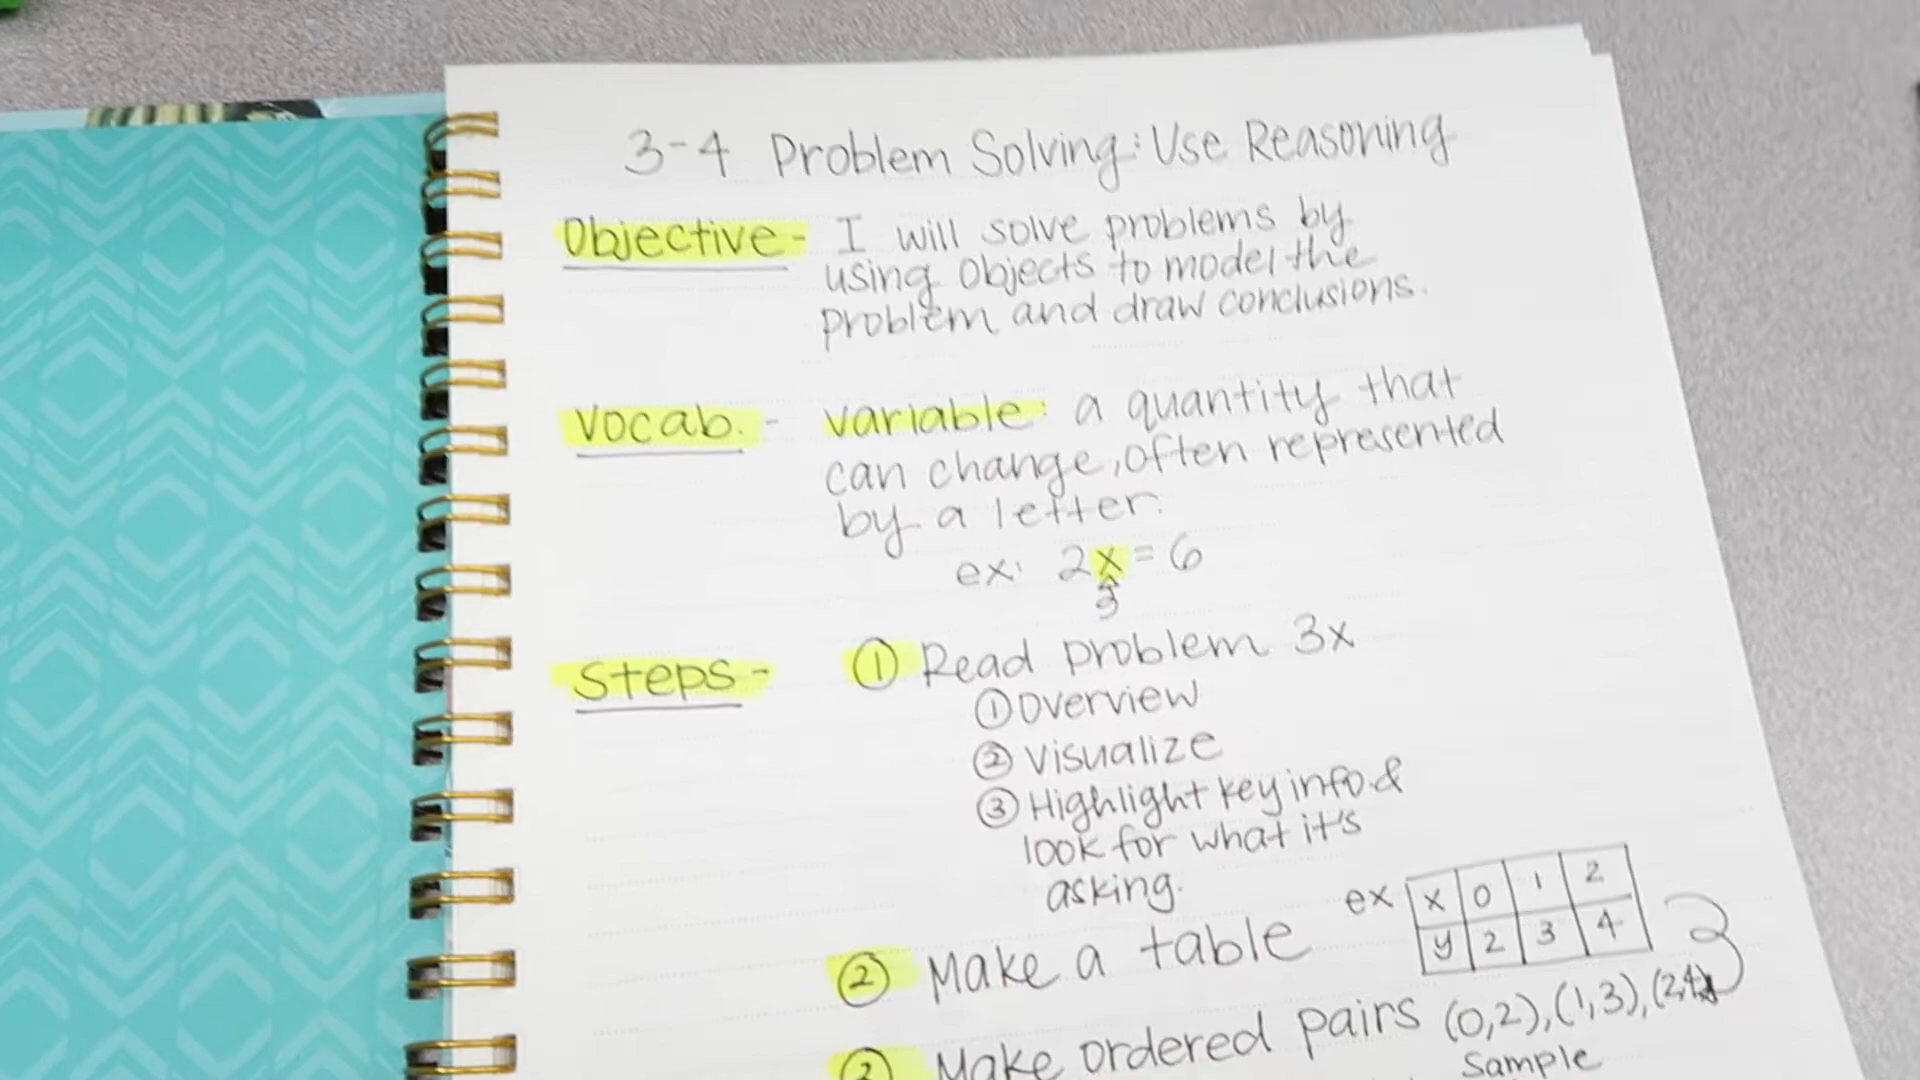 3-4 Problem Solving: Use Reasoning
Objective - I will solve problems by
using objects to model the
problem and draw conclusions.
Vocab. - variable: a quantity that
can change, often represented
by a letter.
ex: 2x = 6
3
Steps - ① Read problem 3x
① Overview
② Visualize
③ Highlight key info &
look for what it's
asking.
② Make a table ex
x 0 1 2
y 2 3 4
③ Make ordered pairs (0,2), (1,3), (2,4)
Sample